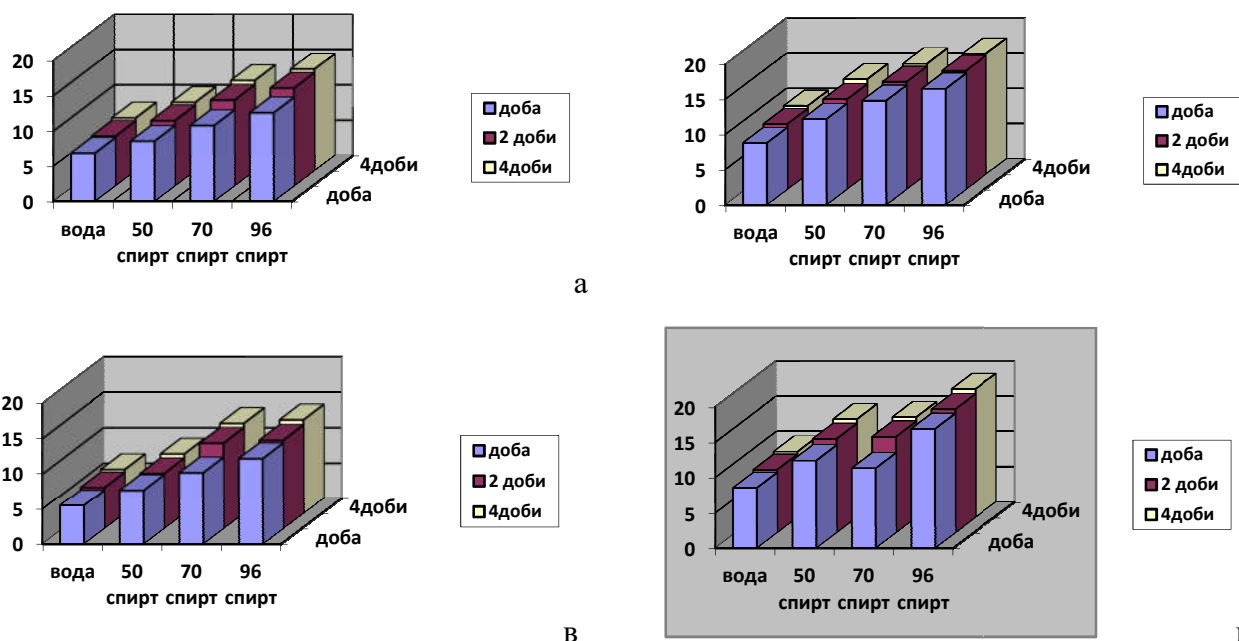 20
15
10
5
0
вода 50 70 96
спирт спирт спирт
4доби
доба
доба
2 доби
4доби
20
15
10
5
0
вода 50 70 96
спирт спирт спирт
4доби
доба
доба
2 доби
4доби
а
20
15
10
5
0
вода 50 70 96
спирт спирт спирт
4доби
доба
доба
2 доби
4доби
в
20
15
10
5
0
вода 50 70 96
спирт спирт спирт
4доби
доба
доба
2 доби
4доби